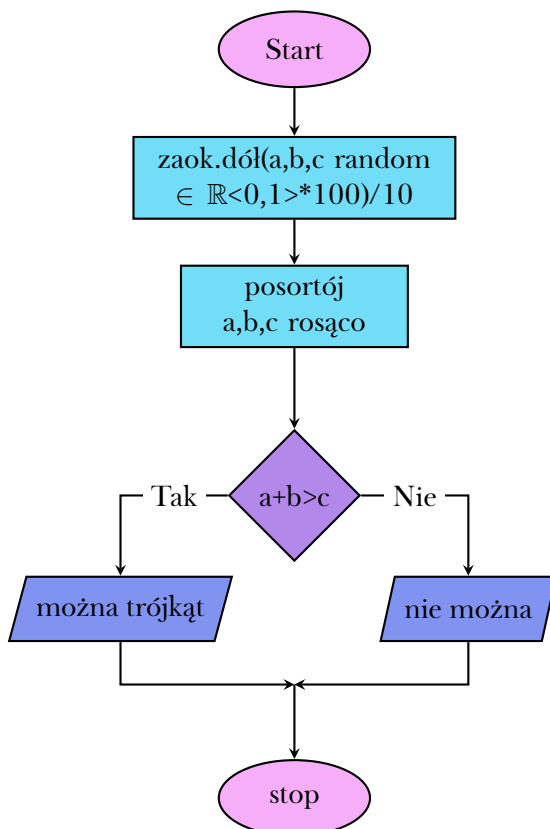 Start
zaok.dół(a,b,c random
∈ ℝ<0,1>*100)/10
posortój
a,b,c rosąco
Tak
a+b>c
Nie
można trójkąt
nie można
stop